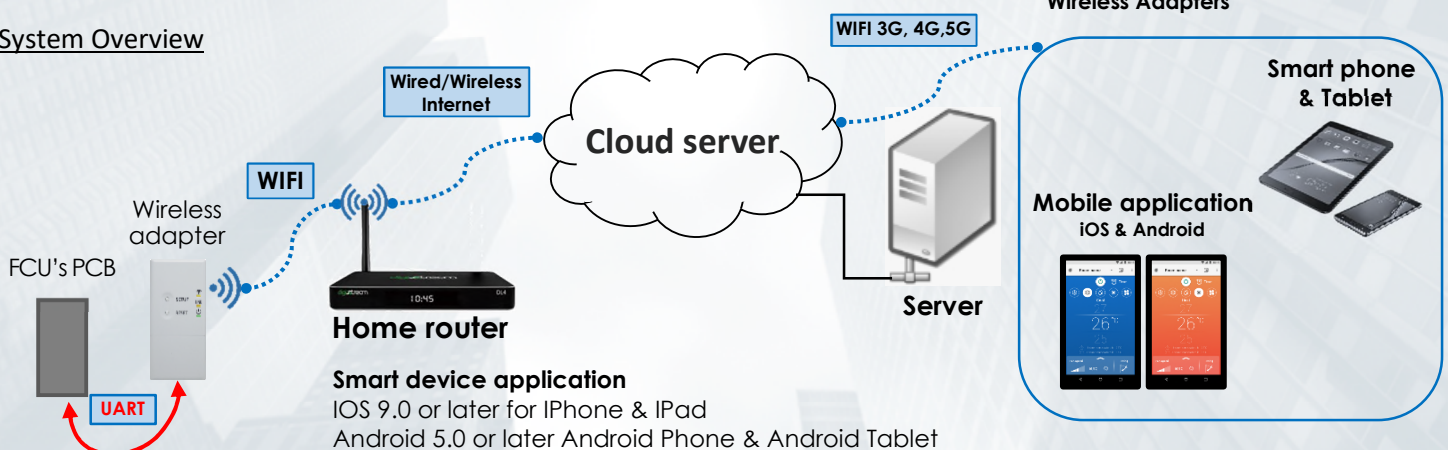 Wireless Adapters
System Overview
WIFI 3G, 4G,5G
Wired/Wireless
Internet
Smart phone
& Tablet
Cloud server
WIFI
Wireless
adapter
Mobile application
iOS & Android
FCU's PCB
10:45
26
26
Server
Home router
UART
Smart device application
IOS 9.0 or later for IPhone & IPad
Android 5.0 or later Android Phone & Android Tablet